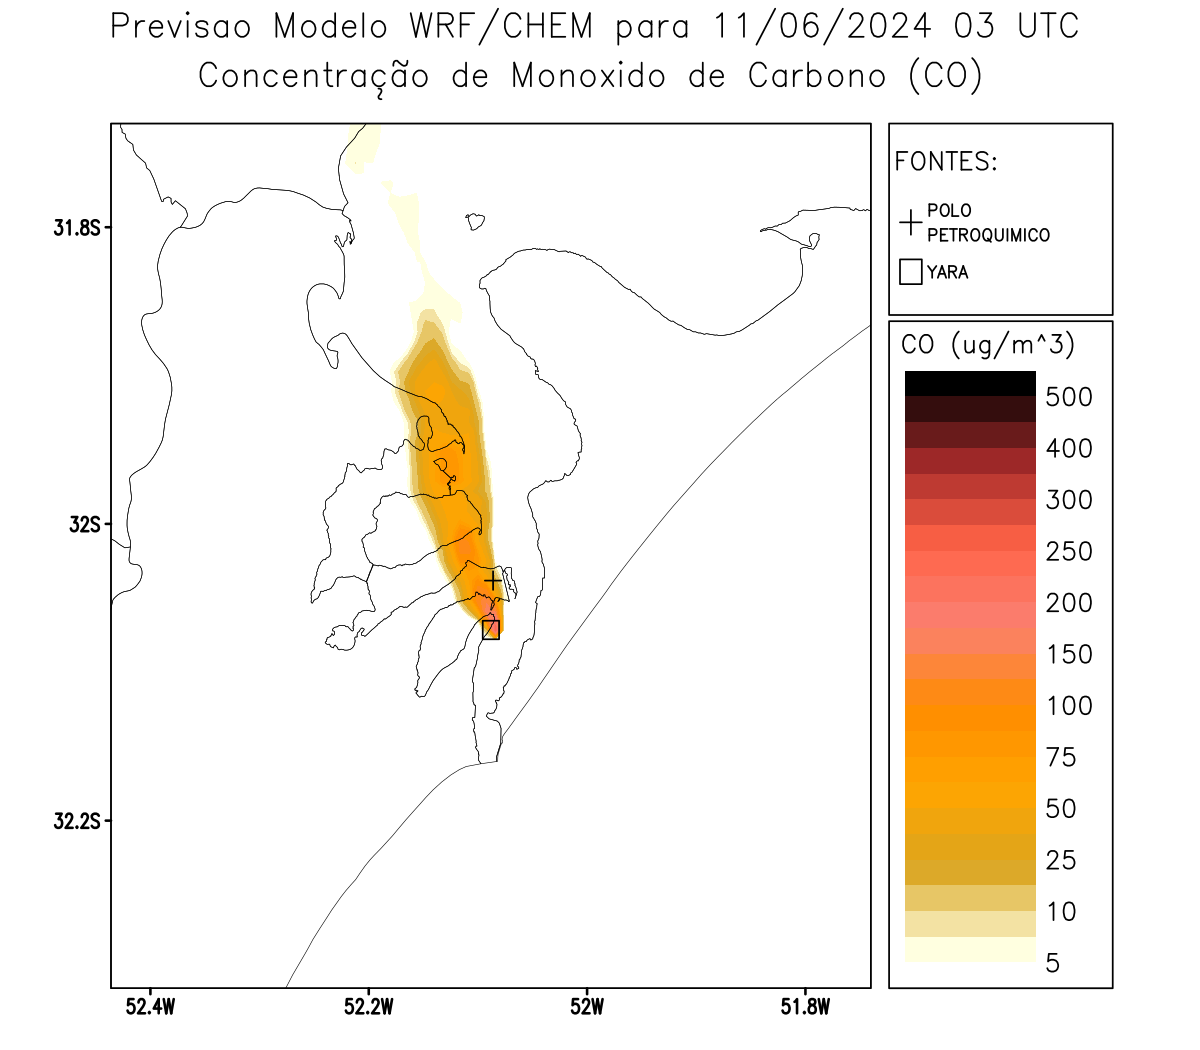 Previsao Modelo WRF/CHEM para 11/06/2024 03 UTC
Concentração de Monoxido de Carbono (CO)
FONTES:
POLO
PETROQUIMICO
YARA
31.8S
32S
32.2S
52.4W
52.2W
52W
51.8W
CO (ug/m^3)
500
400
300
250
200
150
100
75
50
25
10
5